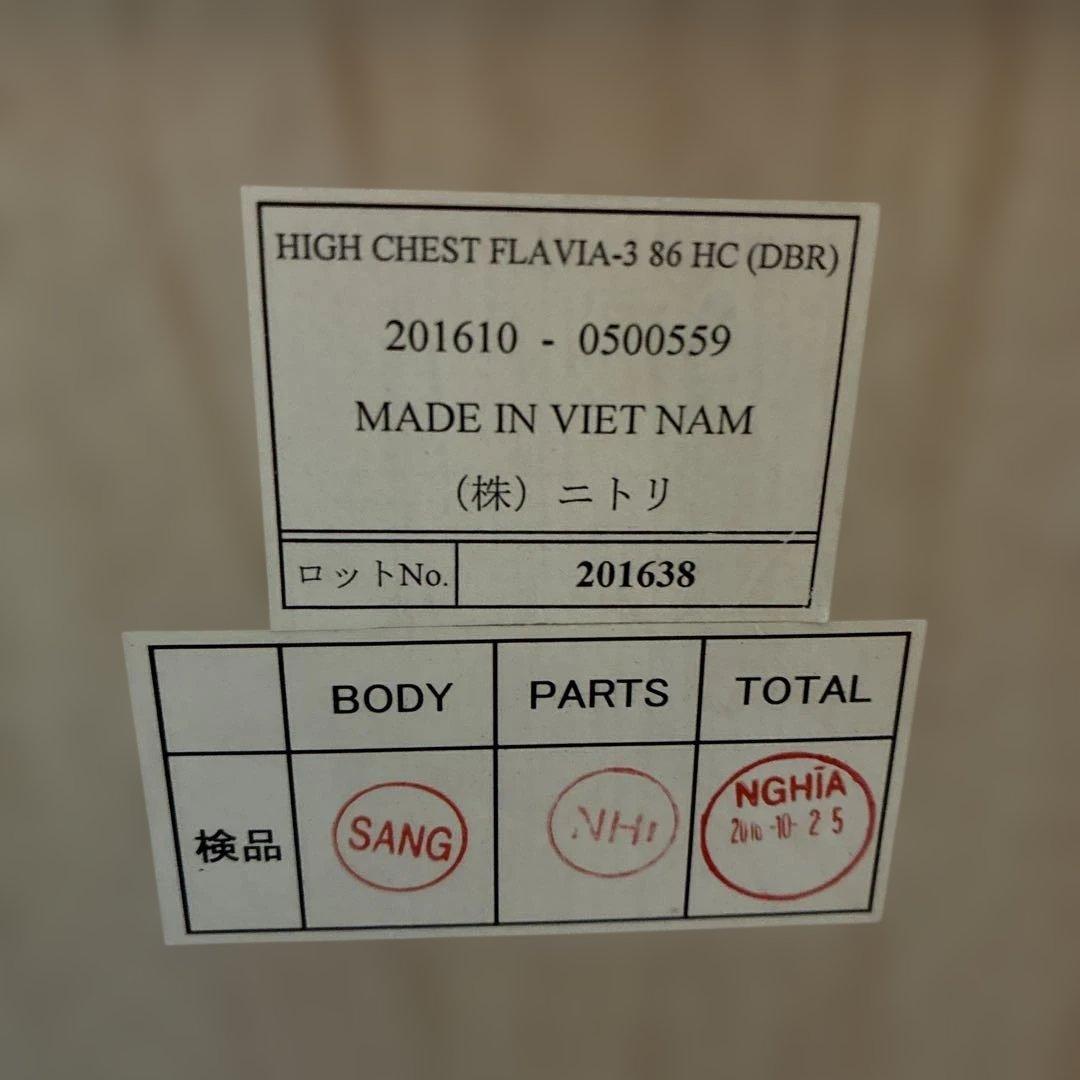 HIGH CHEST FLAVIA-3 86 HC (DBR)
201610 - 0500559
MADE IN VIET NAM
（株）ニトリ
ロットNo. 201638
BODY PARTS TOTAL
検品 SANG NHI NGHĨA
2016-10-25